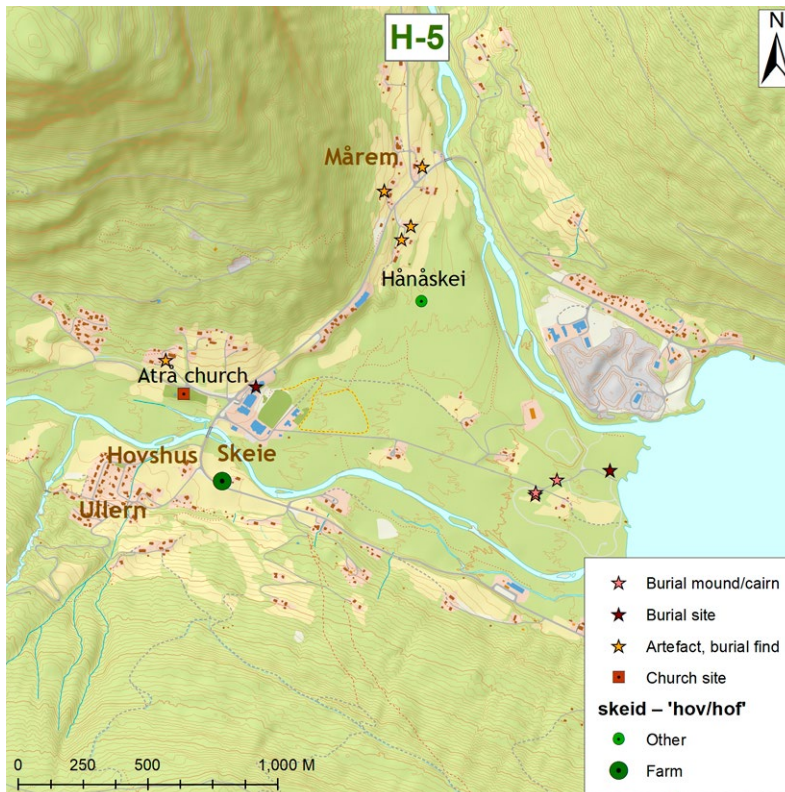 H-5
N
Mårem
Hånåskei
Atrå church
Hovshus
Skeie
Ullern
Burial mound/cairn
Burial site
Artefact, burial find
Church site
skeid – 'hov/hof'
Other
Farm
0 250 500 1,000 M